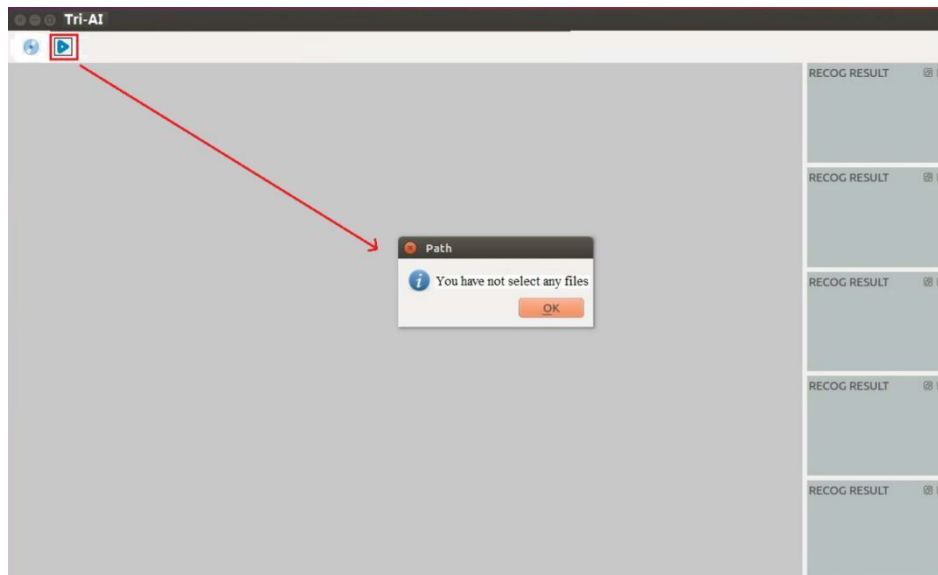 Tri-AI
RECOG RESULT
RECOG RESULT
Path
You have not select any files
OK
RECOG RESULT
RECOG RESULT
RECOG RESULT